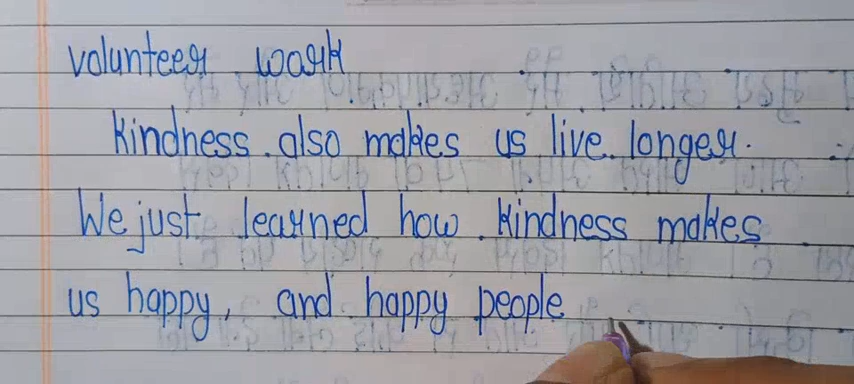 volunteer work
kindness also makes us live longer.
We just learned how kindness makes
us happy, and happy people